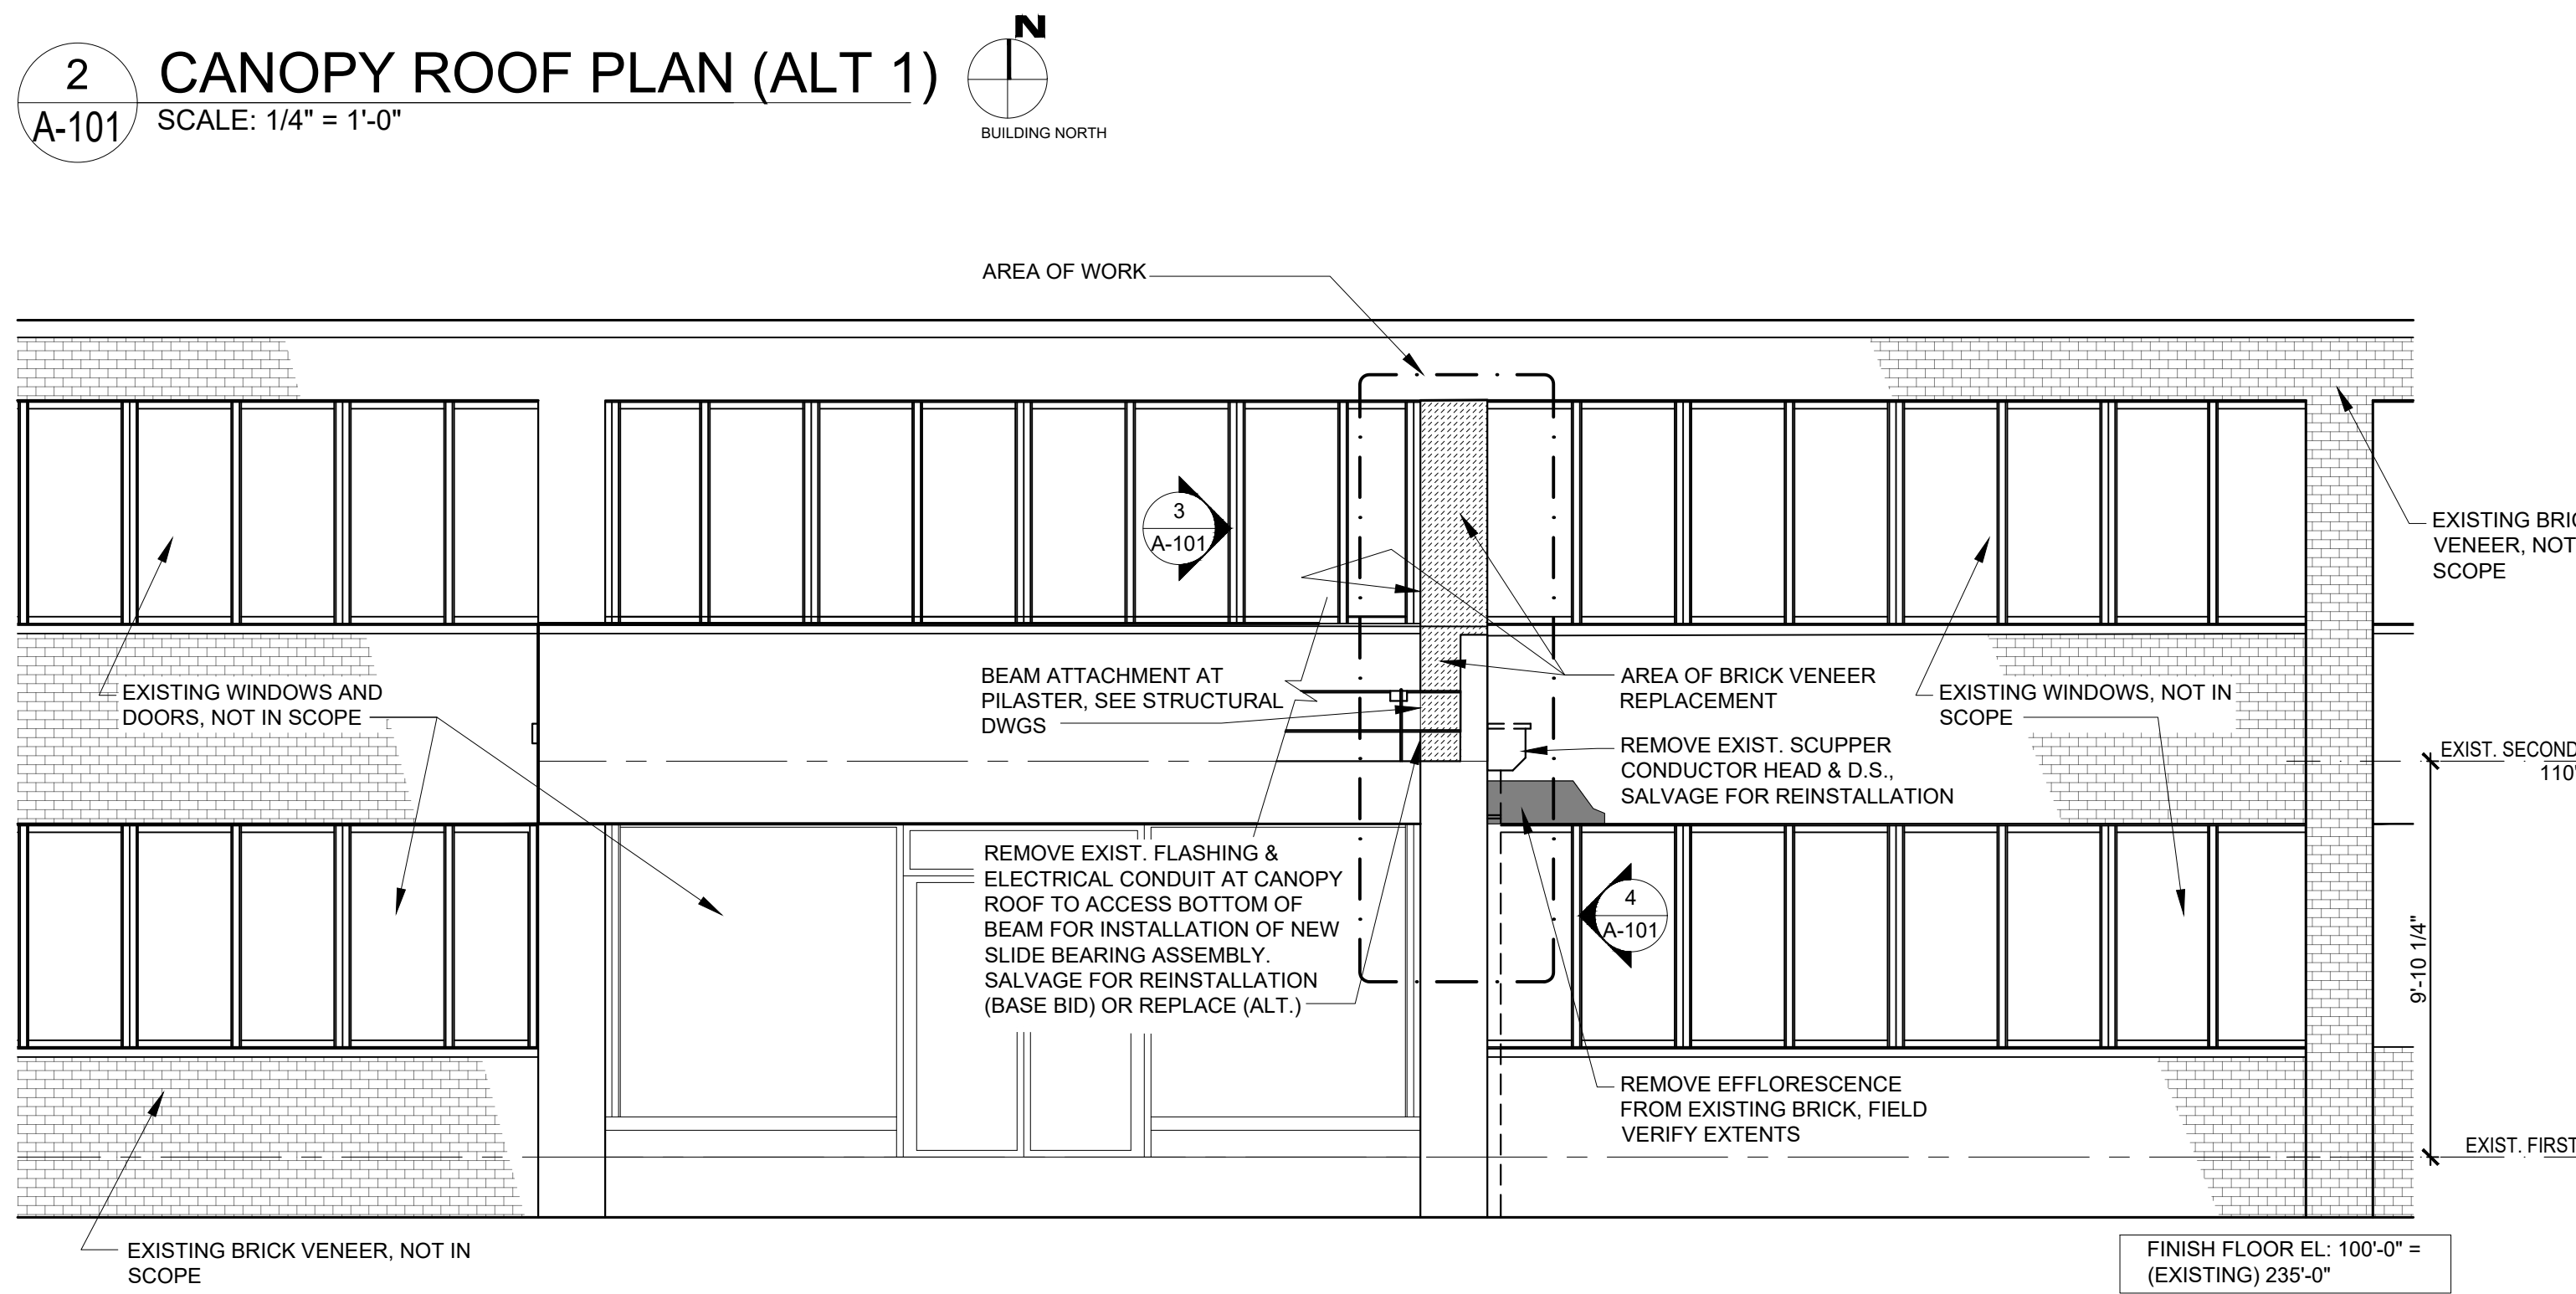 N
2
A-101
CANOPY ROOF PLAN (ALT 1)
SCALE: 1/4" = 1'-0"
BUILDING NORTH
AREA OF WORK
3
A-101
EXISTING
VENEER, NOT
SCOPE
BEAM ATTACHMENT AT
PILASTER, SEE STRUCTURAL
DWGS
AREA OF BRICK VENEER
REPLACEMENT
EXISTING WINDOWS AND
DOORS, NOT IN SCOPE
EXISTING WINDOWS, NOT IN
SCOPE
REMOVE EXIST. SCUPPER
CONDUCTOR HEAD & D.S.,
SALVAGE FOR REINSTALLATION
EXIST. SECOND
110'
REMOVE EXIST. FLASHING &
ELECTRICAL CONDUIT AT CANOPY
ROOF TO ACCESS BOTTOM OF
BEAM FOR INSTALLATION OF NEW
SLIDE BEARING ASSEMBLY.
SALVAGE FOR REINSTALLATION
(BASE BID) OR REPLACE (ALT.)
4
A-101
9'-10 1/4"
REMOVE EFFLORESCENCE
FROM EXISTING BRICK, FIELD
VERIFY EXTENTS
EXIST. FIRST
EXISTING BRICK VENEER, NOT IN
SCOPE
FINISH FLOOR EL: 100'-0" =
(EXISTING) 235'-0"